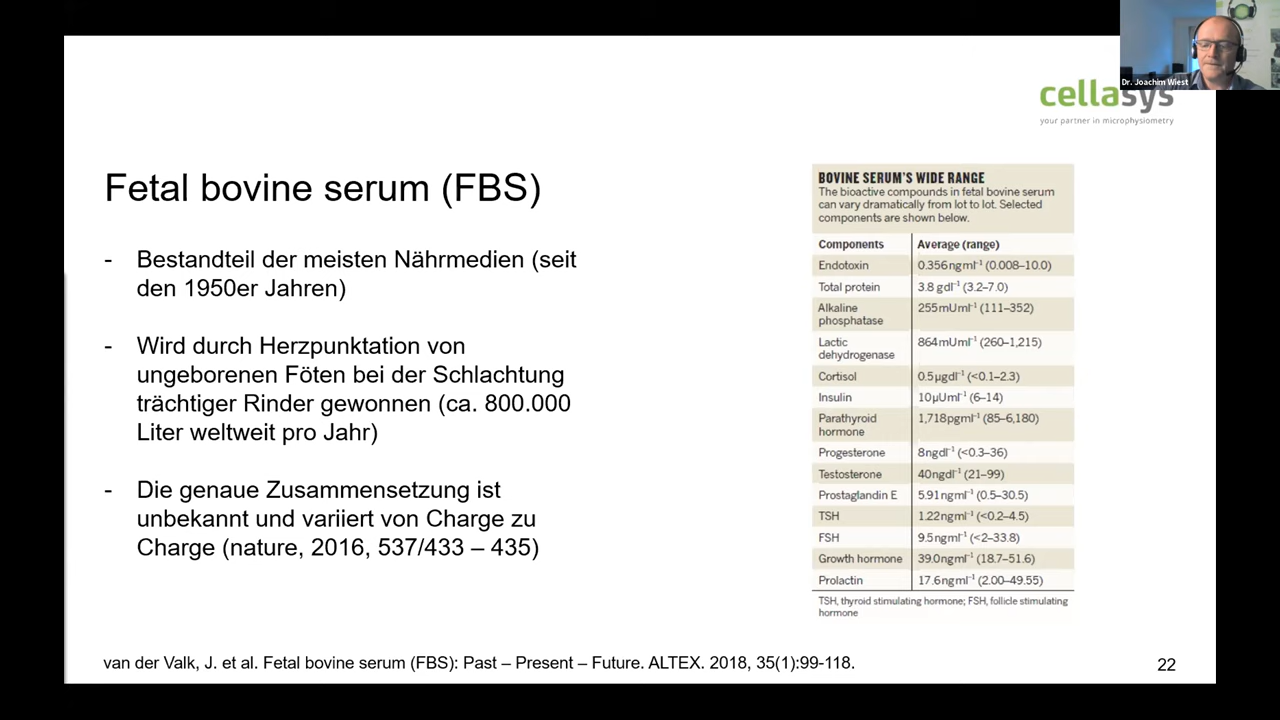 Dr. Joachim Wiest
cellasys
your partner in microphysiometry
Fetal bovine serum (FBS)
- Bestandteil der meisten Nährmedien (seit
den 1950er Jahren)
- Wird durch Herzpunktation von
ungeborenen Föten bei der Schlachtung
trächtiger Rinder gewonnen (ca. 800.000
Liter weltweit pro Jahr)
- Die genaue Zusammensetzung ist
unbekannt und variiert von Charge zu
Charge (nature, 2016, 537/433 – 435)
BOVINE SERUM'S WIDE RANGE
The bioactive compounds in fetal bovine serum
can vary dramatically from lot to lot. Selected
components are shown below.
Components Average (range)
Endotoxin 0.356ngml⁻¹ (0.008–10.0)
Total protein 3.8 gdl⁻¹ (3.2–7.0)
Alkaline
phosphatase 255mUml⁻¹ (111–352)
Lactic
dehydrogenase 864mUml⁻¹ (260–1,215)
Cortisol 0.5µgdl⁻¹ (<0.1–2.3)
Insulin 10µUml⁻¹ (6–14)
Parathyroid
hormone 1,718pgml⁻¹ (85–6,180)
Progesterone 8ngdl⁻¹ (<0.3–36)
Testosterone 40ngdl⁻¹ (21–99)
Prostaglandin E 5.91ngml⁻¹ (0.5–30.5)
TSH 1.22ngml⁻¹ (<0.2–4.5)
FSH 9.5ngml⁻¹ (<2–33.8)
Growth hormone 39.0ngml⁻¹ (18.7–51.6)
Prolactin 17.6ngml⁻¹ (2.00–49.55)
TSH, thyroid stimulating hormone; FSH, follicle stimulating
hormone
van der Valk, J. et al. Fetal bovine serum (FBS): Past – Present – Future. ALTEX. 2018, 35(1):99-118.
22